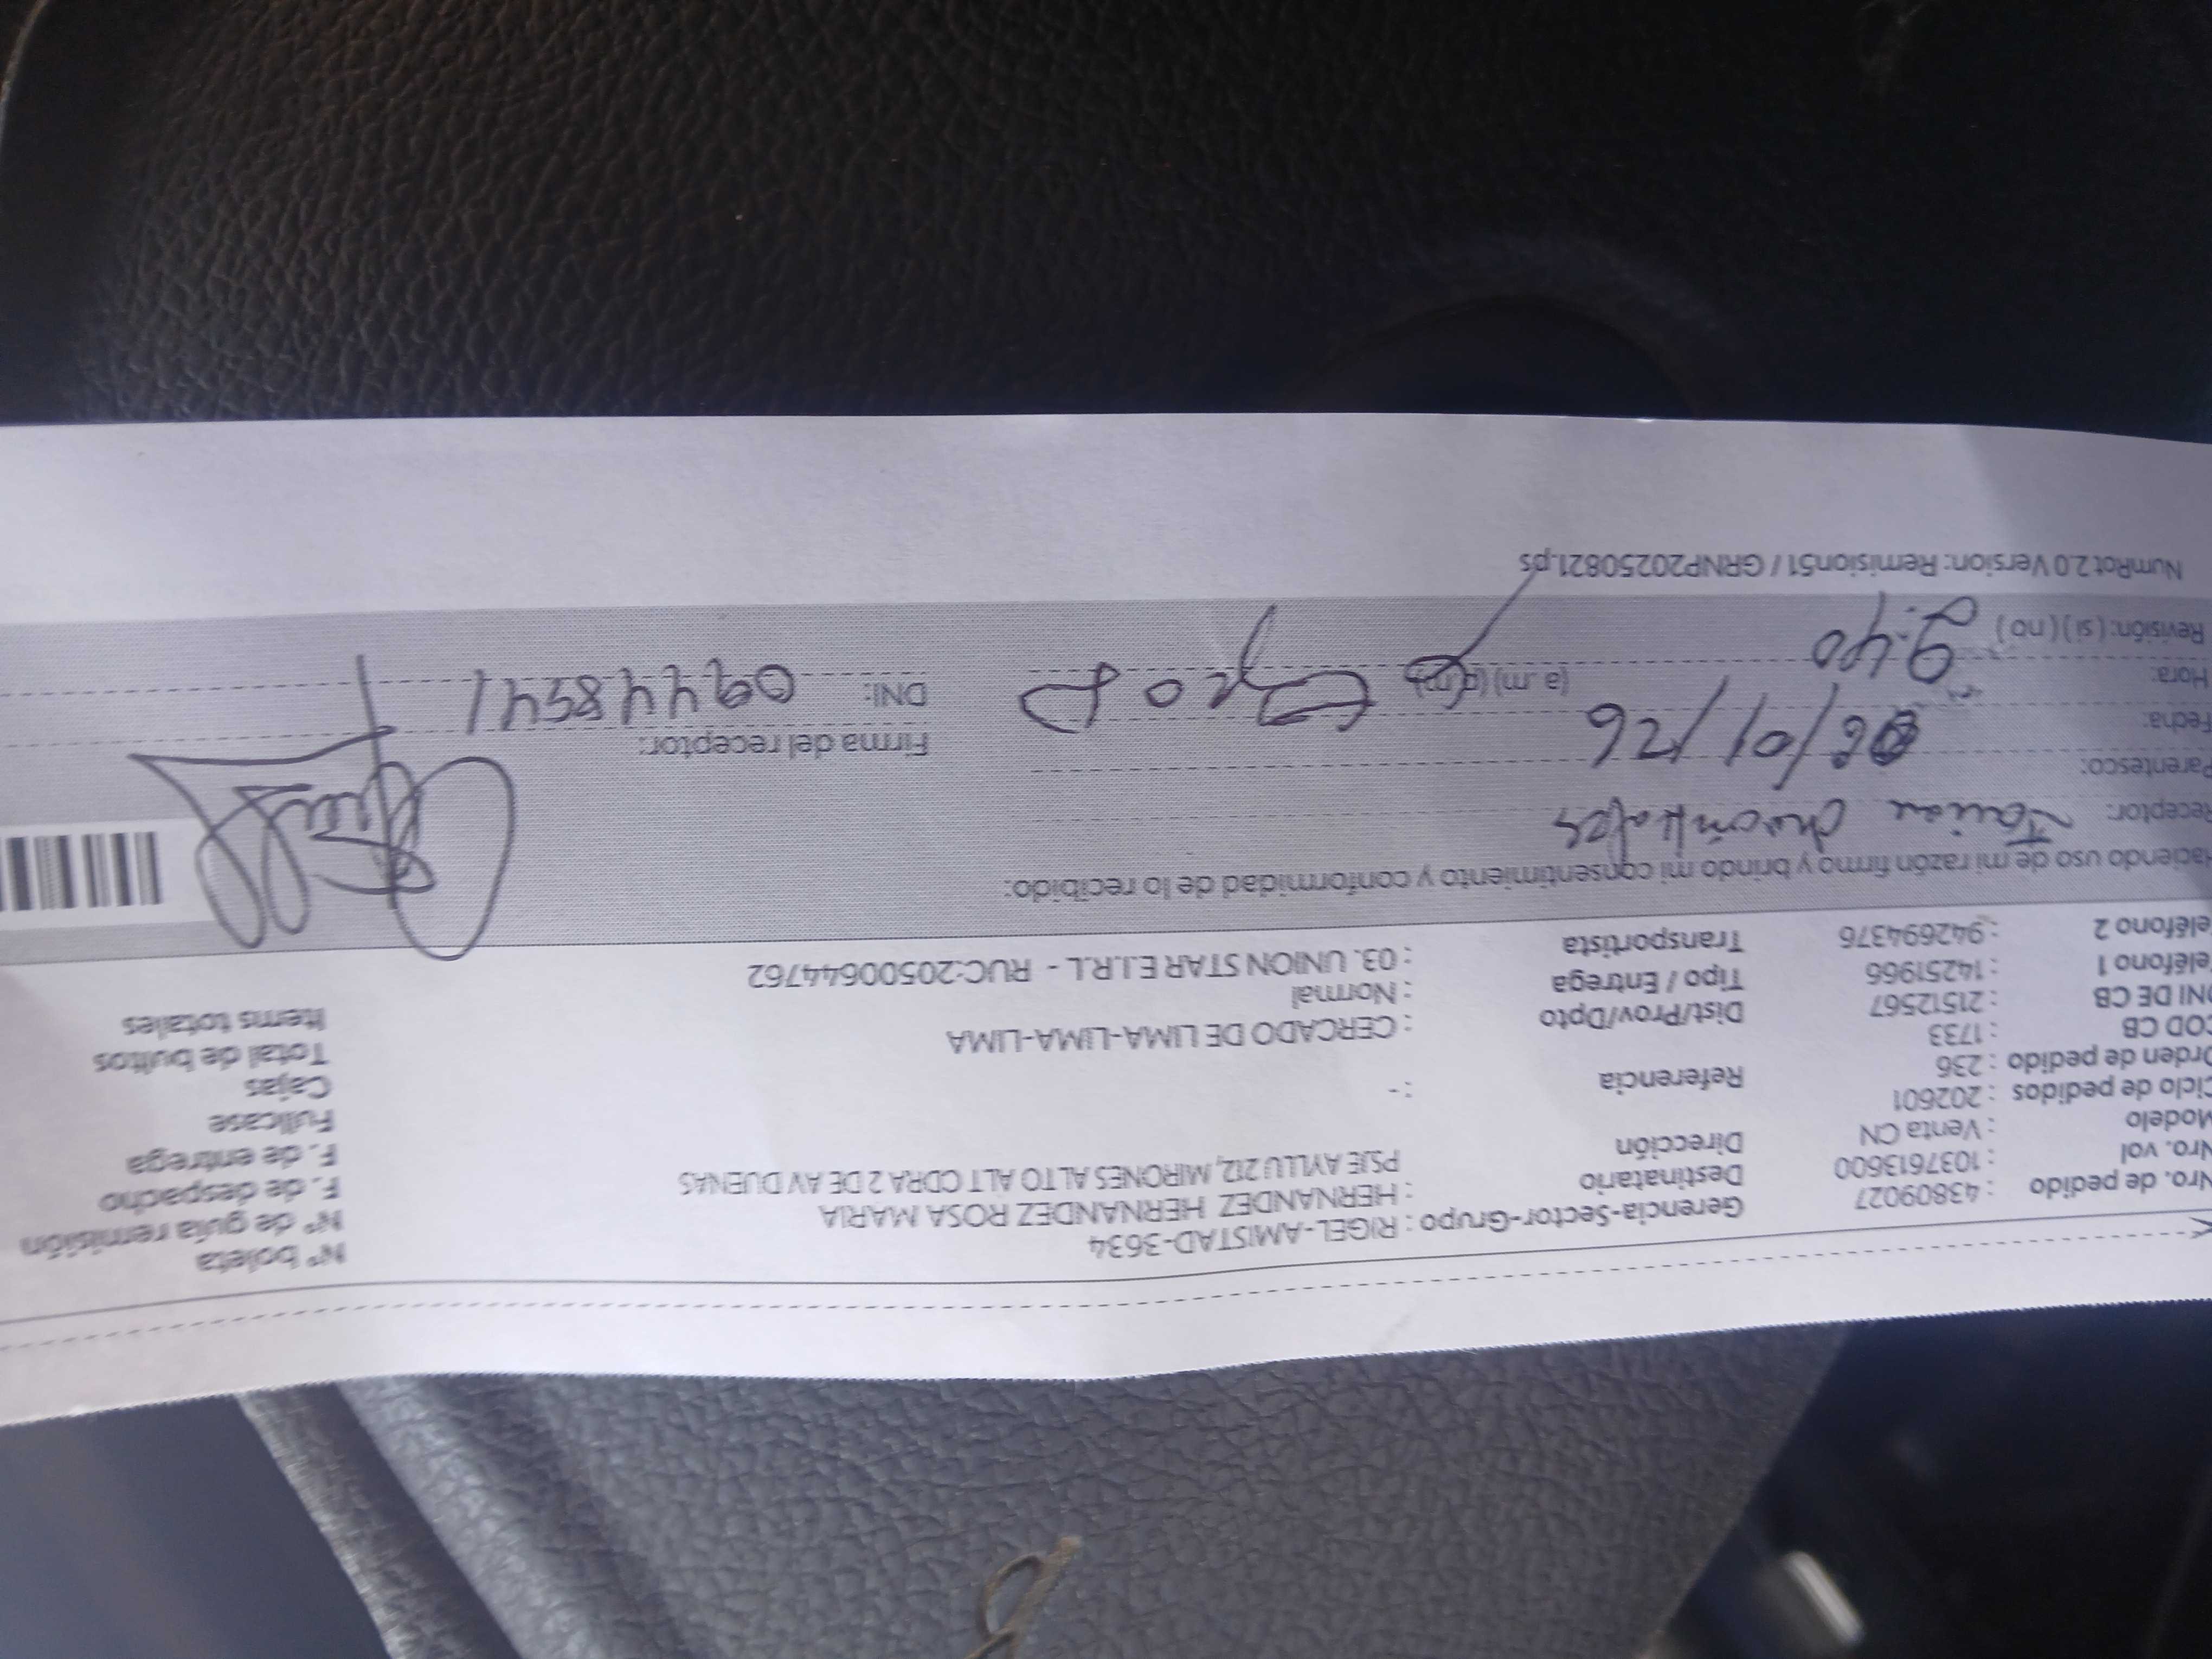 Nro. de pedido : 43809027 Gerencia-Sector-Grupo : RIGEL-AMISTAD-3634 N° boleta
Nro. vol : 1037613600 Destinatario : HERNANDEZ HERNANDEZ ROSA MARIA N° de guía remisión
Modelo : Venta CN Dirección PSJE AYLLU 212, MIRONES ALTO ALT CDRA 2 DE AV DUENAS F. de despacho
Ciclo de pedidos : 202601 F. de entrega
Orden de pedido : 236 Referencia : - Fullcase
COD CB : 1733 Cajas
DNI DE CB : 21512567 Dist/Prov/Dpto : CERCADO DE LIMA-LIMA-LIMA Total de bultos
Teléfono 1 : 14251966 Tipo / Entrega : Normal Items totales
Teléfono 2 : 942694376 Transportista : 03. UNION STAR E.I.R.L - RUC:20500644762
Haciendo uso de mi razón firmo y brindo mi consentimiento y conformidad de lo recibido:
Receptor:
Parentesco:
Fecha: 06/01/26 Firma del receptor:
Hora: 9:40 (a.m) (p.m) DNI: 09448541
Revisión: (si) (no)
NumRot 2.0 Version: Remision51 / GRNP20250821.ps